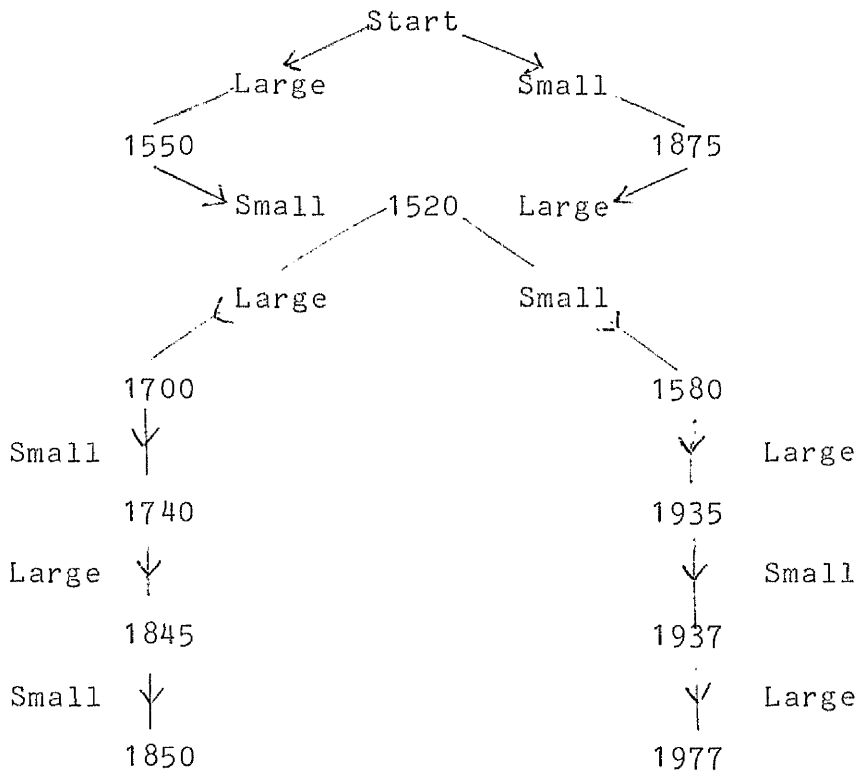 Start
Large Small
1550 1875
Small 1520 Large
Large Small
1700 1580
Small Large
1740 1935
Large Small
1845 1937
Small Large
1850 1977